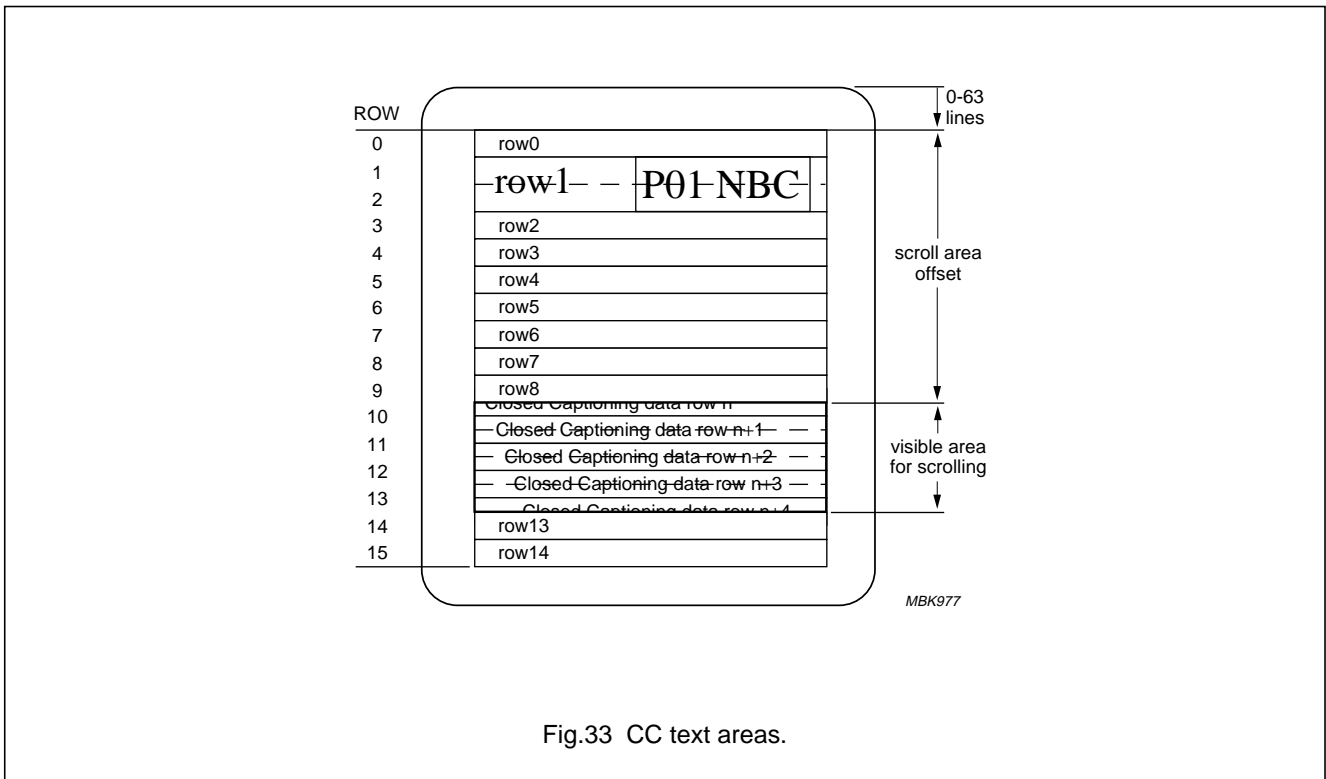 0-63
lines
ROW
0 row0
1 row1 P01 NBC
2
3 row2
4 row3
5 row4
scroll area
offset
6 row5
7 row6
8 row7
9 row8
10 Closed Captioning data row n
Closed Captioning data row n+1
11
Closed Captioning data row n+2
visible area
for scrolling
12
Closed Captioning data row n+3
13
Closed Captioning data row n+4
14 row13
15 row14
MBK977
Fig.33 CC text areas.